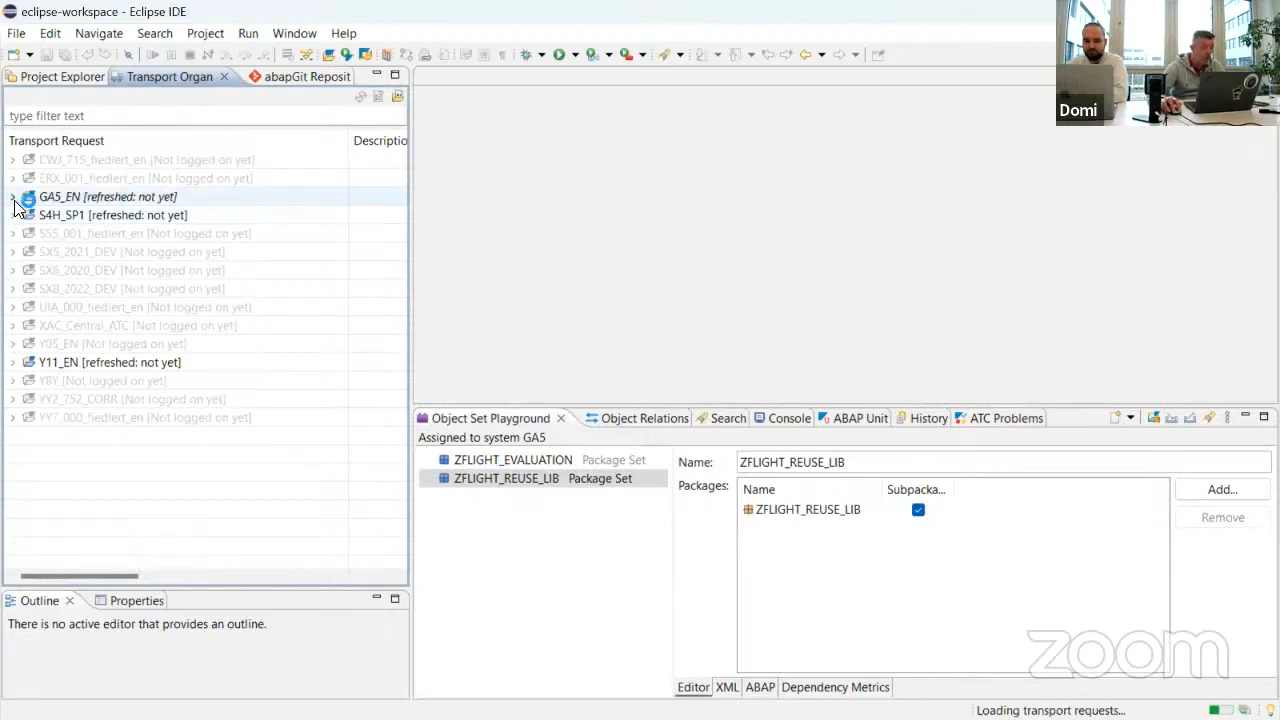 eclipse-workspace - Eclipse IDE
File Edit Navigate Search Project Run Window Help
Project Explorer Transport Organ abapGit Reposit
type filter text
Transport Request Descriptio
CWJ_715_fiedlert_en [Not logged on yet]
ERX_001_fiedlert_en [Not logged on yet]
GA5_EN [refreshed: not yet]
S4H_SP1 [refreshed: not yet]
S55_001_fiedlert_en [Not logged on yet]
SX5_2021_DEV [Not logged on yet]
SX6_2020_DEV [Not logged on yet]
SX8_2022_DEV [Not logged on yet]
UIA_000_fiedlert_en [Not logged on yet]
XAC_Central_ATC [Not logged on yet]
Y05_EN [Not logged on yet]
Y11_EN [refreshed: not yet]
Y8Y [Not logged on yet]
YY2_752_CORR [Not logged on yet]
YY7_000_fiedlert_en [Not logged on yet]
Outline Properties
There is no active editor that provides an outline.
Object Set Playground Object Relations Search Console ABAP Unit History ATC Problems
Assigned to system GA5
ZFLIGHT_EVALUATION Package Set
ZFLIGHT_REUSE_LIB Package Set
Name: ZFLIGHT_REUSE_LIB
Packages: Name Subpacka... Add...
ZFLIGHT_REUSE_LIB Remove
Editor XML ABAP Dependency Metrics
Loading transport requests...
Domi
zoom